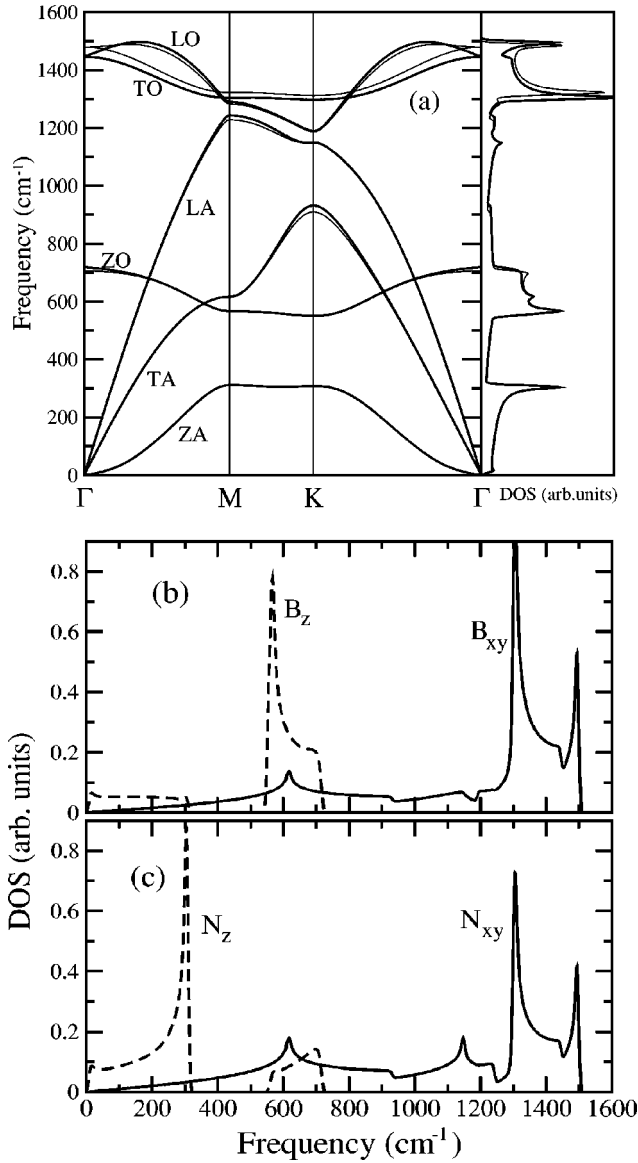 1600
LO
1400
TO
(a)
1200
1000
LA
Frequency (cm⁻¹)
800
ZO
600
400
TA
200
ZA
0
Γ M K Γ DOS (arb.units)
0.8
(b)
Bz
Bxy
0.6
0.4
0.2
0
DOS (arb. units)
0.8
(c)
Nz
Nxy
0.6
0.4
0.2
0
0 200 400 600 800 1000 1200 1400 1600
Frequency (cm⁻¹)